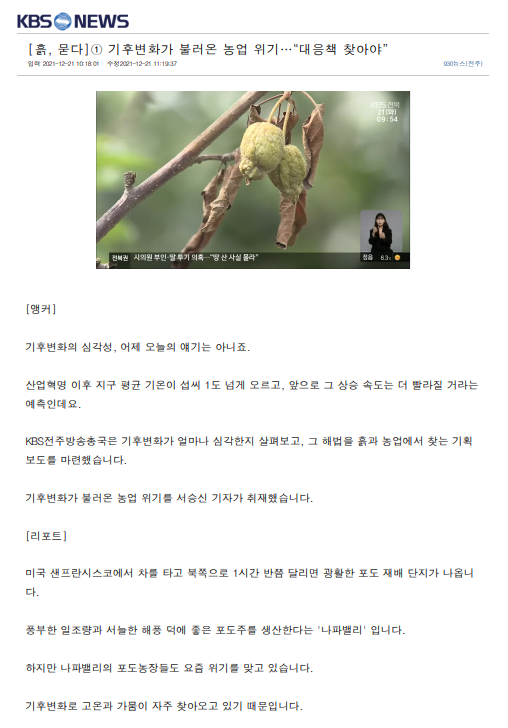 KBS NEWS
[흙, 묻다]① 기후변화가 불러온 농업 위기…“대응책 찾아야”
입력 2021-12-21 10:18:01 수정2021-12-21 11:19:37
930뉴스(전주)
KBS전북
21(화)
09:54
전북권 시의원 부인·딸 투기 의혹…“땅 산 사실 몰라”
정읍 6.3℃
[앵커]
기후변화의 심각성, 어제 오늘의 얘기는 아니죠.
산업혁명 이후 지구 평균 기온이 섭씨 1도 넘게 오르고, 앞으로 그 상승 속도는 더 빨라질 거라는
예측인데요.
KBS전주방송총국은 기후변화가 얼마나 심각한지 살펴보고, 그 해법을 흙과 농업에서 찾는 기획
보도를 마련했습니다.
기후변화가 불러온 농업 위기를 서승신 기자가 취재했습니다.
[리포트]
미국 샌프란시스코에서 차를 타고 북쪽으로 1시간 반쯤 달리면 광활한 포도 재배 단지가 나옵니
다.
풍부한 일조량과 서늘한 해풍 덕에 좋은 포도주를 생산한다는 '나파밸리' 입니다.
하지만 나파밸리의 포도농장들도 요즘 위기를 맞고 있습니다.
기후변화로 고온과 가뭄이 자주 찾아오고 있기 때문입니다.